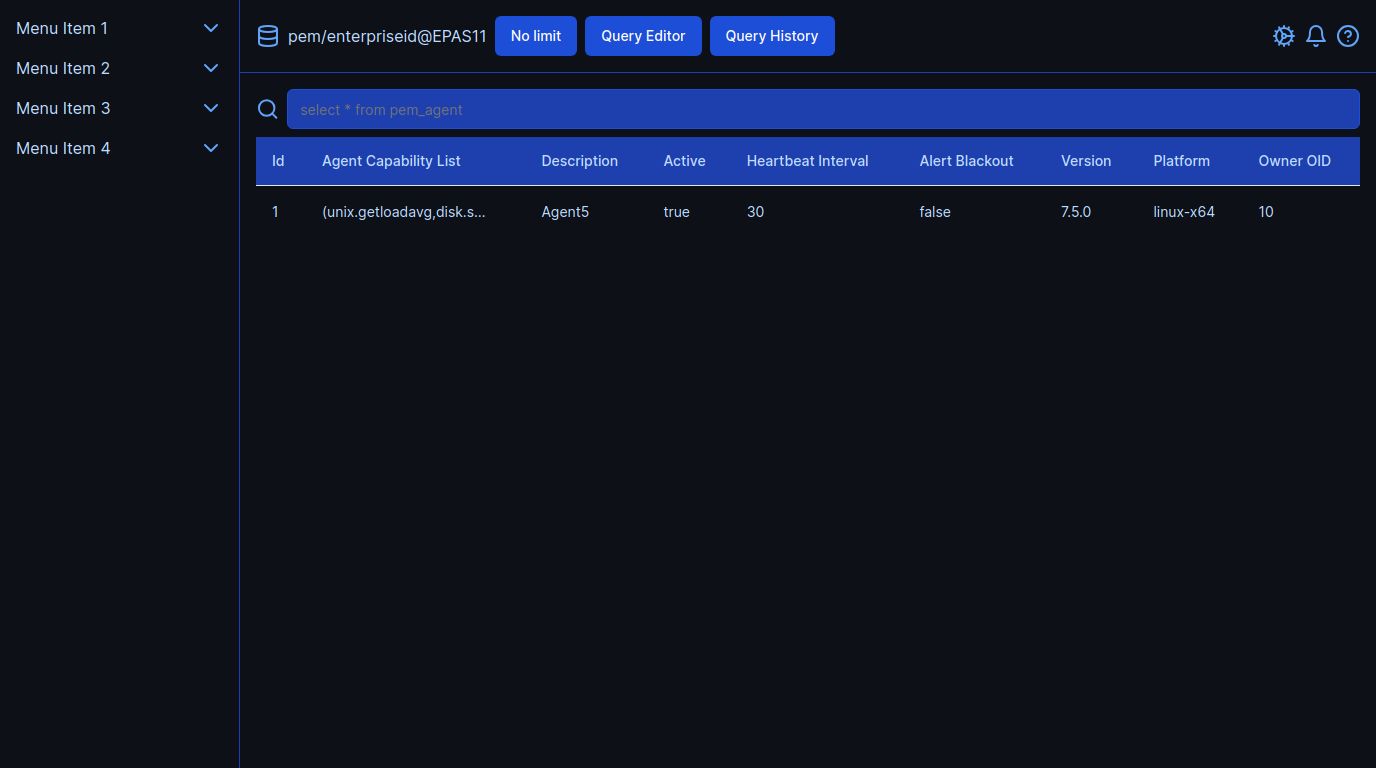 Menu Item 1
Menu Item 2
Menu Item 3
Menu Item 4
pem/enterpriseid@EPAS11 No limit Query Editor Query History
select * from pem_agent
Id Agent Capability List Description Active Heartbeat Interval Alert Blackout Version Platform Owner OID
1 (unix.getloadavg,disk.s... Agent5 true 30 false 7.5.0 linux-x64 10